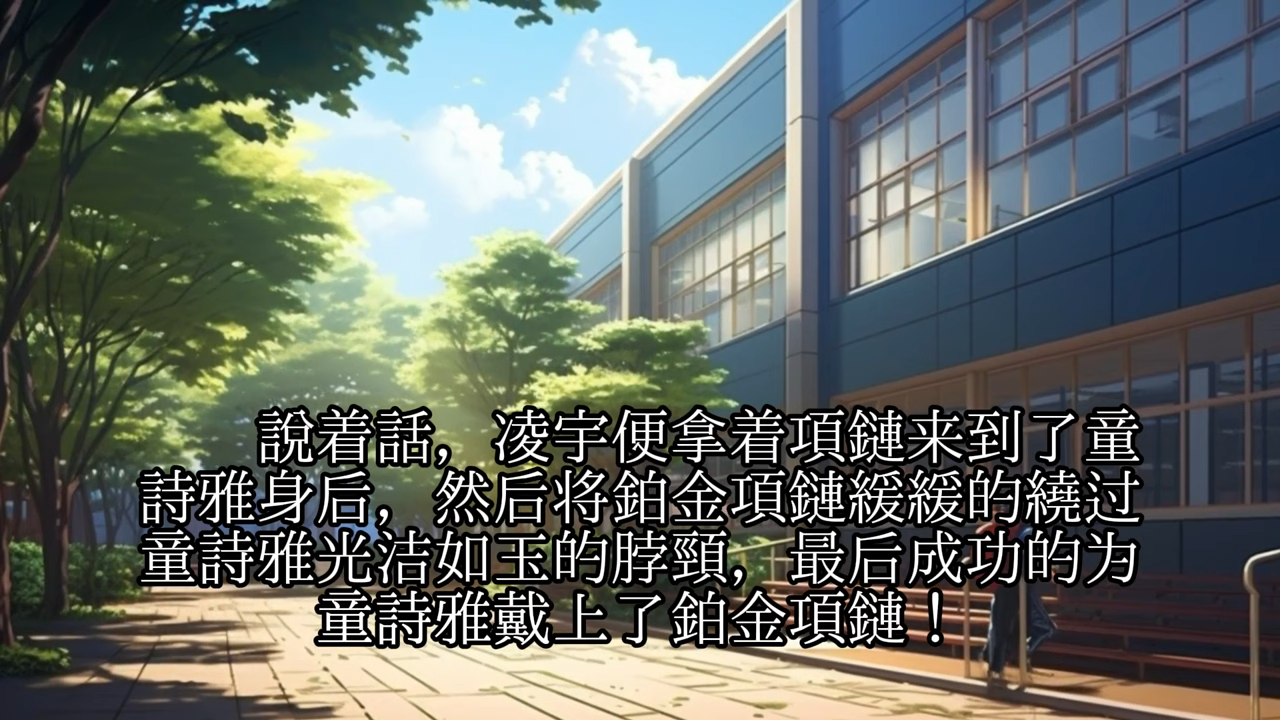 說着話，凌宇便拿着項鏈来到了童
詩雅身后，然后将鉑金項鏈緩緩的繞过
童詩雅光洁如玉的脖頸，最后成功的为
童詩雅戴上了鉑金項鏈！